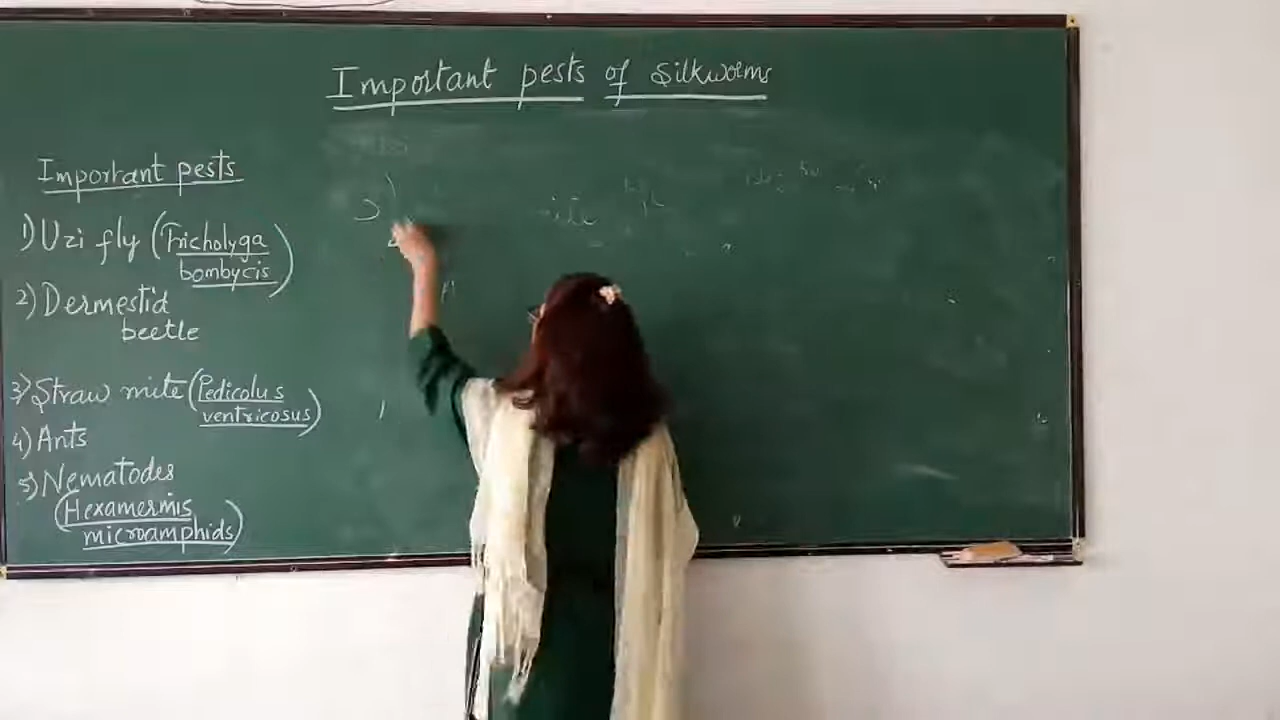 Important pests of Silkworms
Important pests
1) Uzi fly (Tricholyga
bombycis)
2) Dermestid
beetle
3) Straw mite (Pedicolus
ventricosus)
4) Ants
5) Nematodes
(Hexamermis
microamphids)